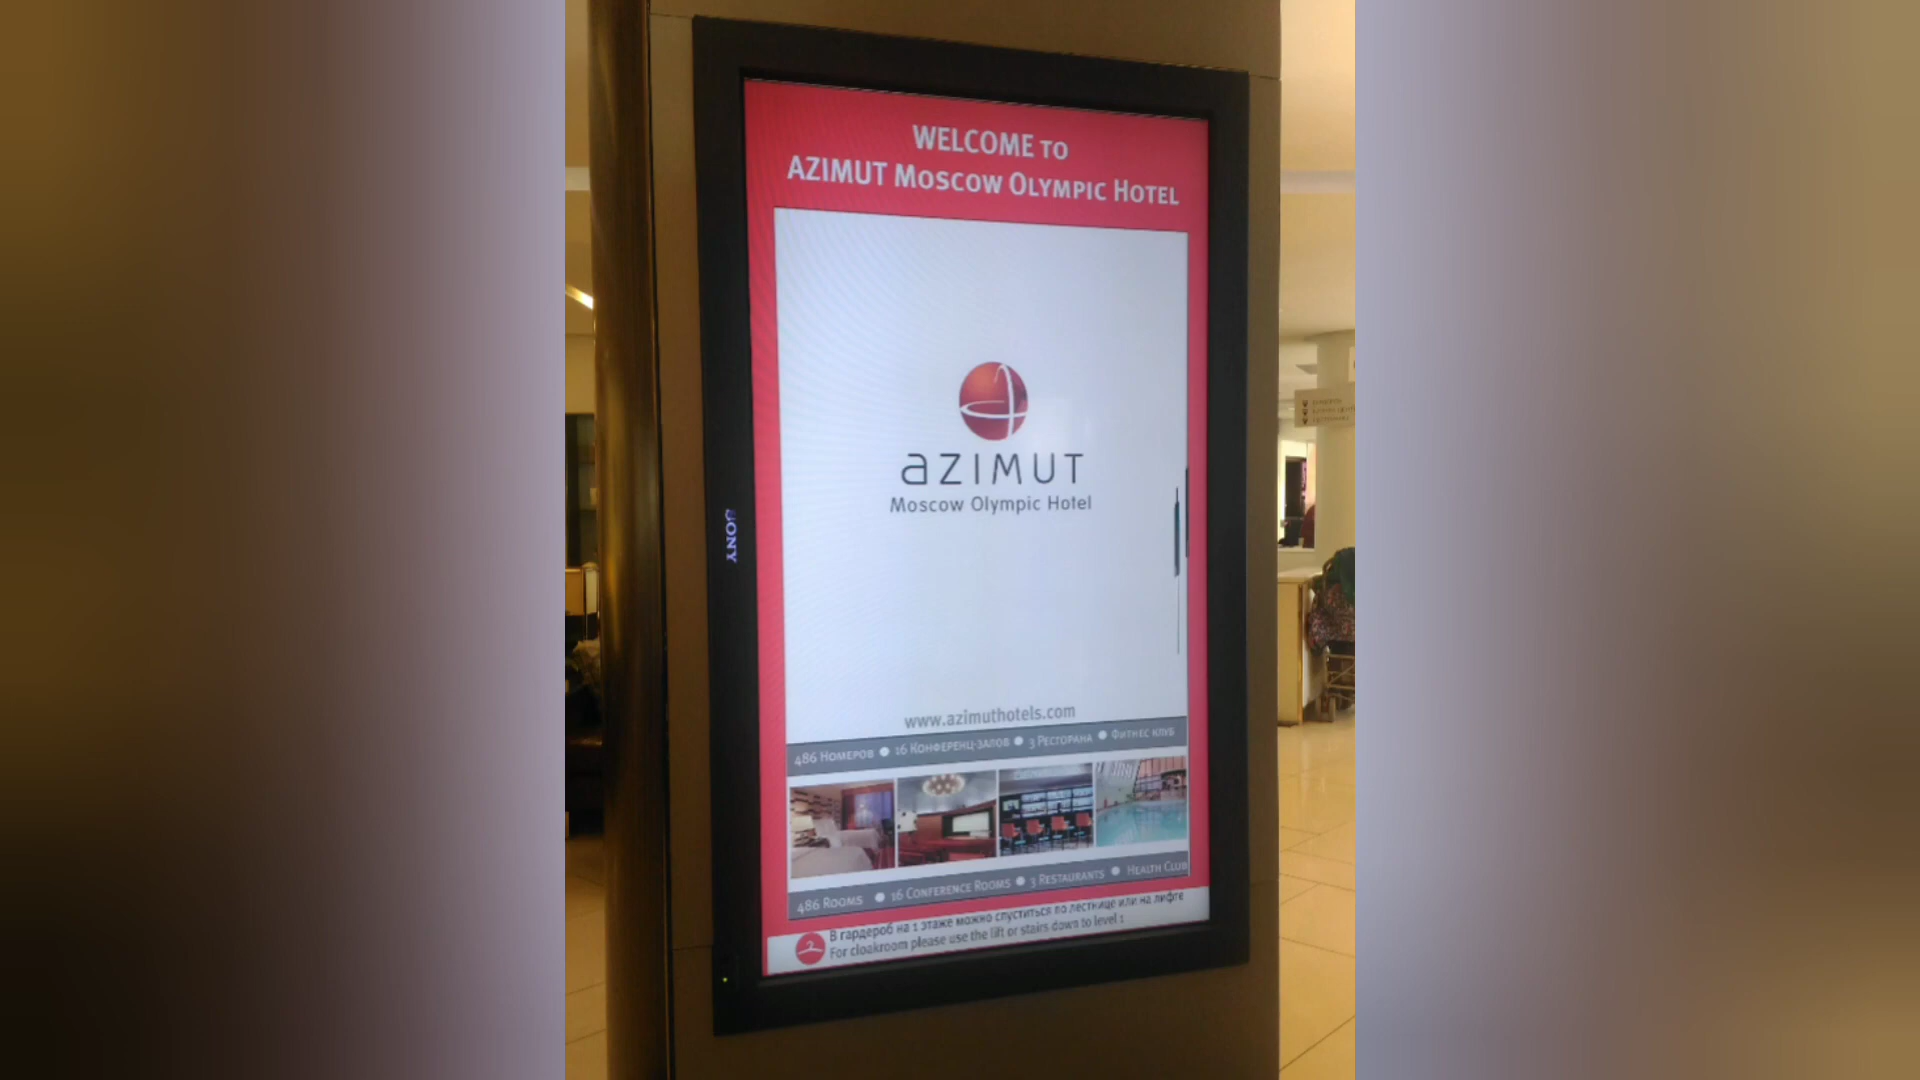 WELCOME TO
AZIMUT MOSCOW OLYMPIC HOTEL
aZIMUT
Moscow Olympic Hotel
SONY
www.azimuthotels.com
486 НОМЕРОВ ● 16 КОНФЕРЕНЦ-ЗАЛОВ ● 3 РЕСТОРАНА ● ФИТНЕС КЛУБ
486 ROOMS ● 16 CONFERENCE ROOMS ● 3 RESTAURANTS ● HEALTH CLUB
2
В гардероб на 1 этаже можно спуститься по лестнице или на лифте
For cloakroom please use the lift or stairs down to level 1